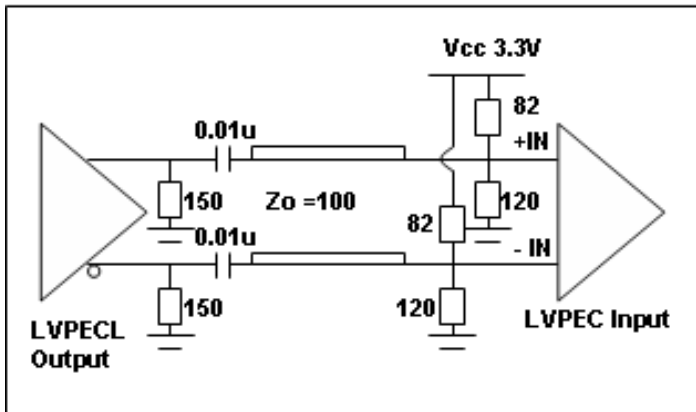 Vcc 3.3V
82
0.01u
+IN
150
Zo =100
120
0.01u
82
- IN
150
120
LVPECL
Output
LVPEC Input